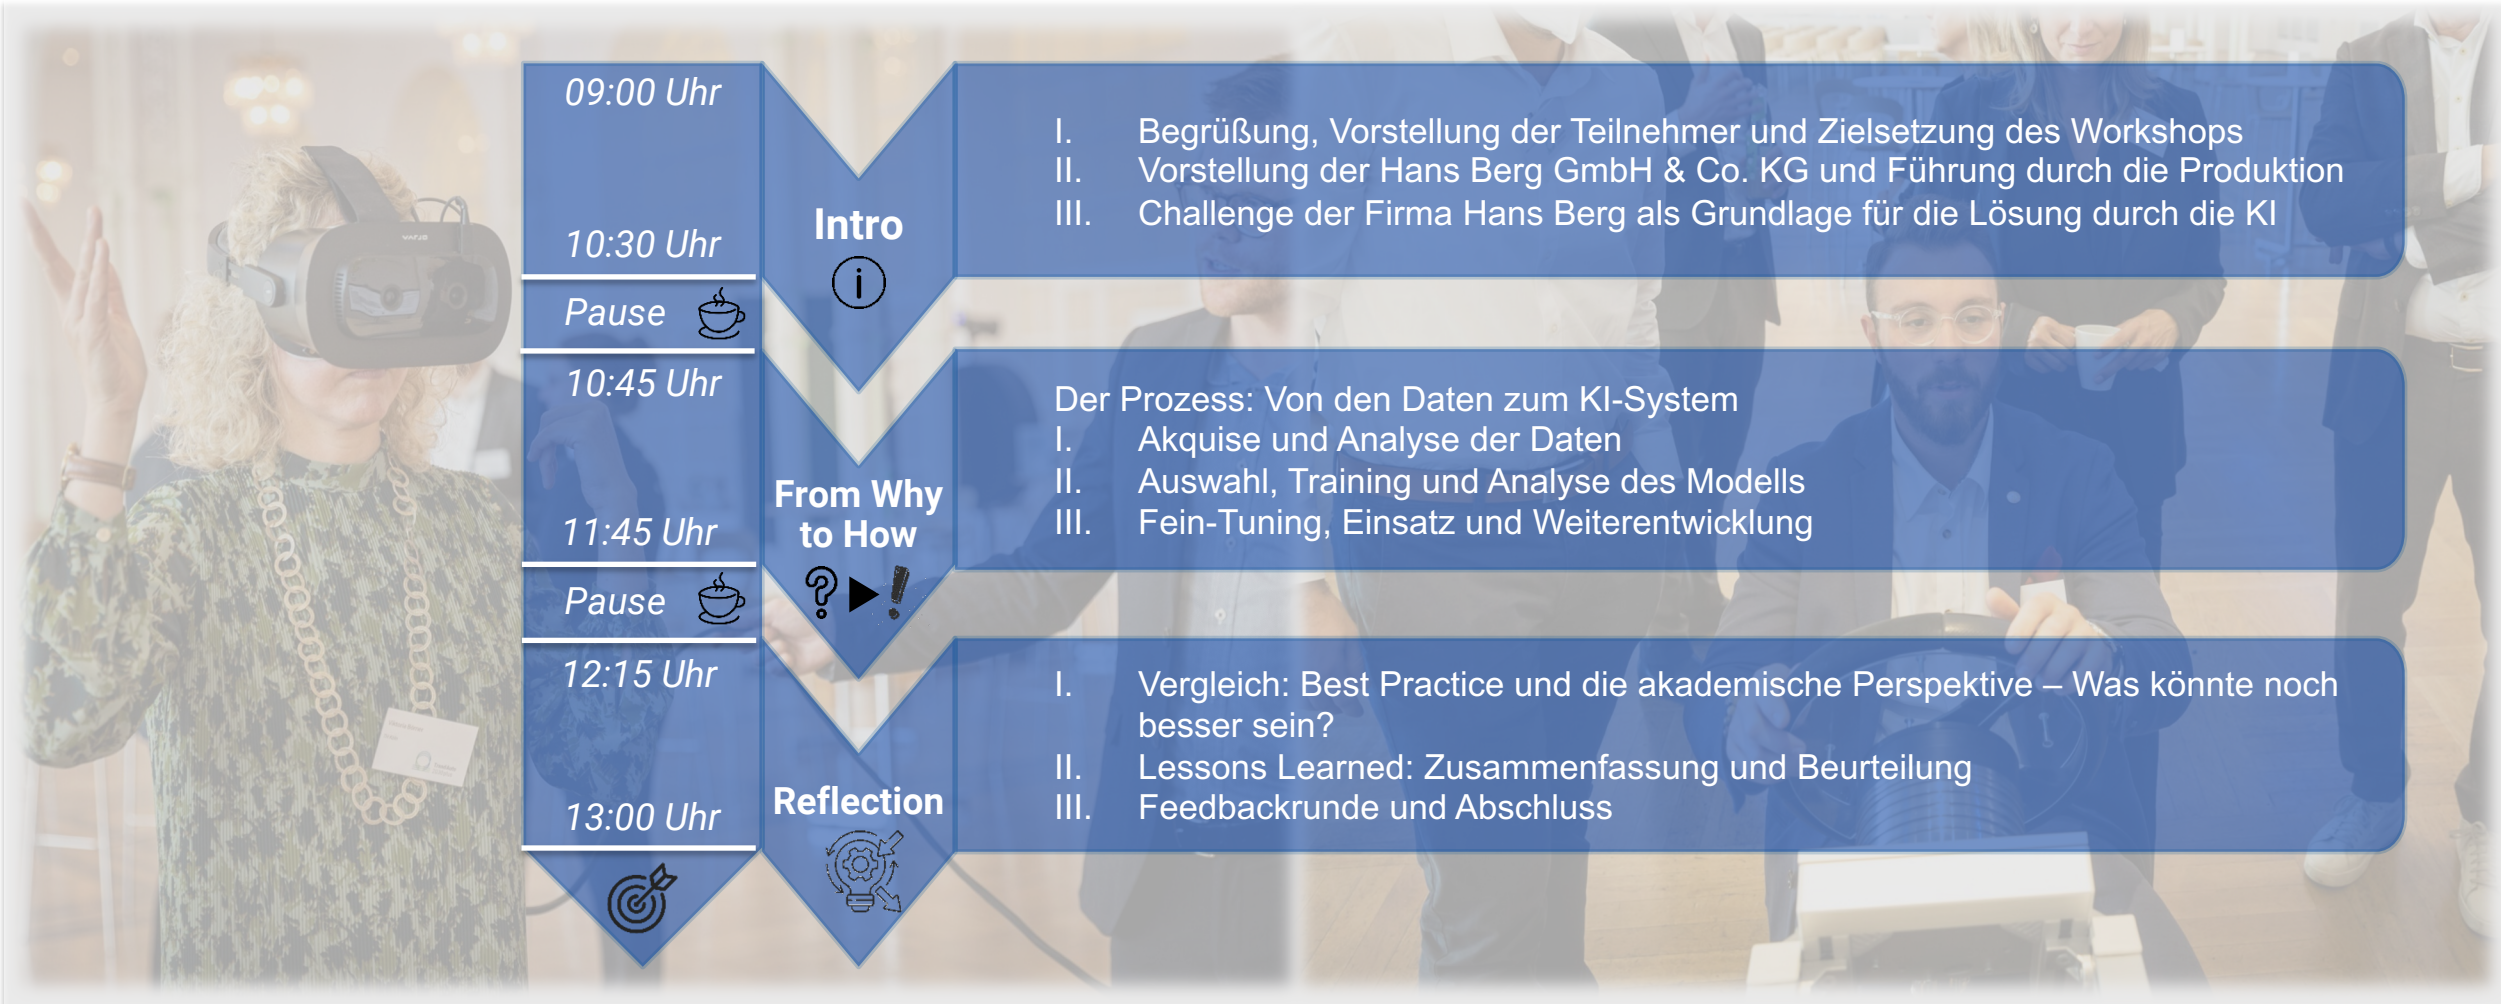 09:00 Uhr
10:30 Uhr
Pause
10:45 Uhr
11:45 Uhr
Pause
12:15 Uhr
13:00 Uhr
Intro
I. Begrüßung, Vorstellung der Teilnehmer und Zielsetzung des Workshops
II. Vorstellung der Hans Berg GmbH & Co. KG und Führung durch die Produktion
III. Challenge der Firma Hans Berg als Grundlage für die Lösung durch die KI
From Why
to How
Der Prozess: Von den Daten zum KI-System
I. Akquise und Analyse der Daten
II. Auswahl, Training und Analyse des Modells
III. Fein-Tuning, Einsatz und Weiterentwicklung
Reflection
I. Vergleich: Best Practice und die akademische Perspektive – Was könnte noch
besser sein?
II. Lessons Learned: Zusammenfassung und Beurteilung
III. Feedbackrunde und Abschluss